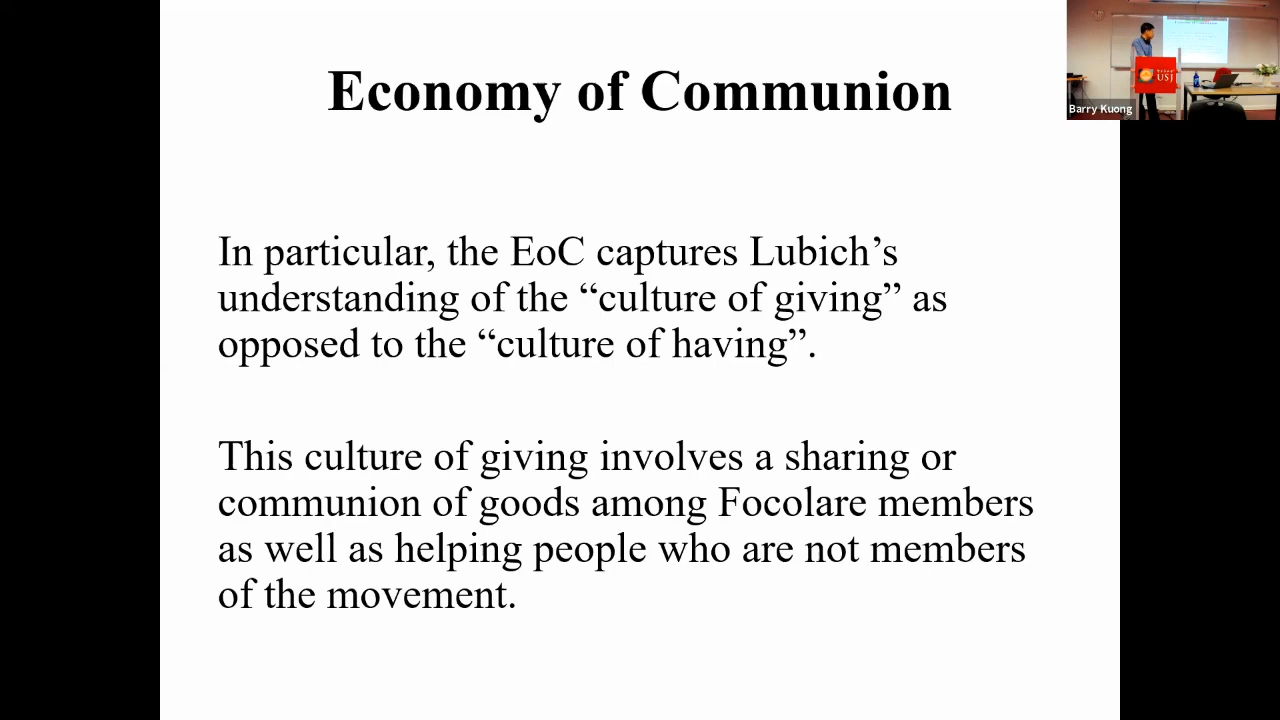 Economy of Communion
In particular, the EoC captures Lubich’s
understanding of the “culture of giving” as
opposed to the “culture of having”.
This culture of giving involves a sharing or
communion of goods among Focolare members
as well as helping people who are not members
of the movement.
USJ
Barry Kuong